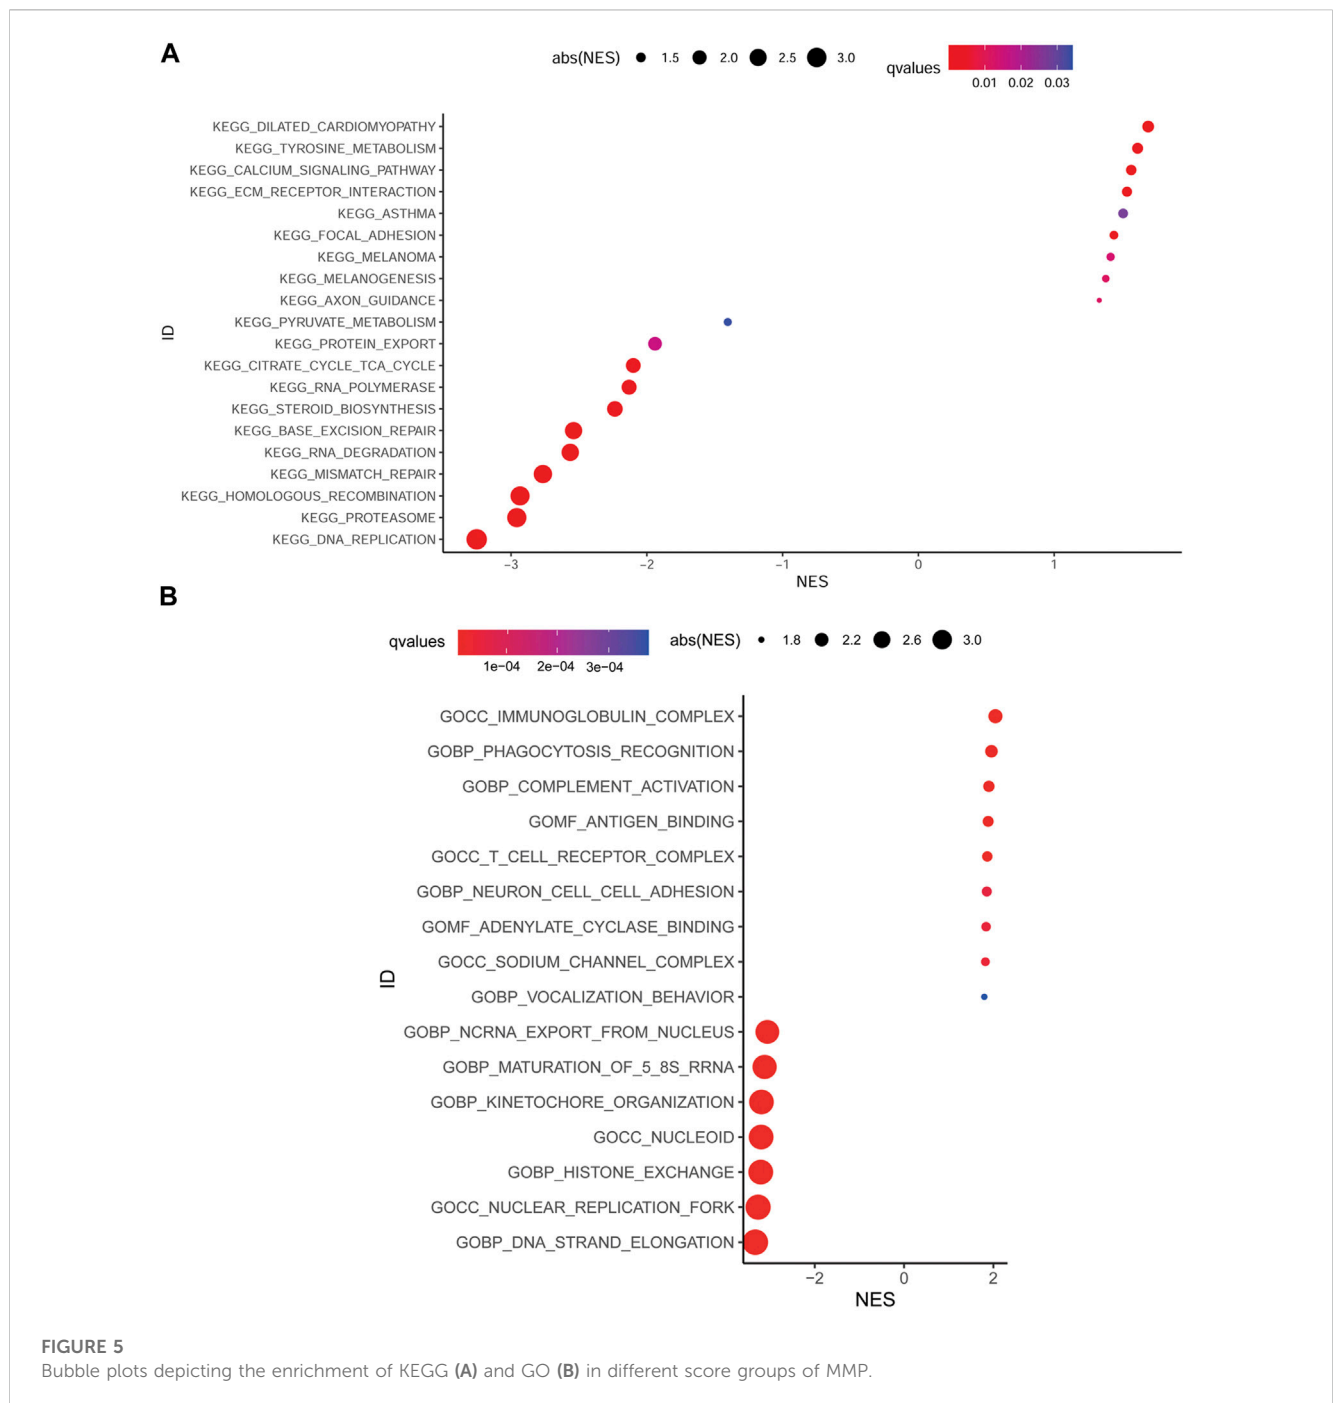 A
abs(NES) 1.5 2.0 2.5 3.0
qvalues
0.01 0.02 0.03
KEGG_DILATED_CARDIOMYOPATHY
KEGG_TYROSINE_METABOLISM
KEGG_CALCIUM_SIGNALING_PATHWAY
KEGG_ECM_RECEPTOR_INTERACTION
KEGG_ASTHMA
KEGG_FOCAL_ADHESION
KEGG_MELANOMA
KEGG_MELANOGENESIS
KEGG_AXON_GUIDANCE
KEGG_PYRUVATE_METABOLISM
KEGG_PROTEIN_EXPORT
KEGG_CITRATE_CYCLE_TCA_CYCLE
KEGG_RNA_POLYMERASE
KEGG_STEROID_BIOSYNTHESIS
KEGG_BASE_EXCISION_REPAIR
KEGG_RNA_DEGRADATION
KEGG_MISMATCH_REPAIR
KEGG_HOMOLOGOUS_RECOMBINATION
KEGG_PROTEASOME
KEGG_DNA_REPLICATION
ID
−3 −2 −1 0 1
NES
B
qvalues
1e−04 2e−04 3e−04
abs(NES) 1.8 2.2 2.6 3.0
GOCC_IMMUNOGLOBULIN_COMPLEX
GOBP_PHAGOCYTOSIS_RECOGNITION
GOBP_COMPLEMENT_ACTIVATION
GOMF_ANTIGEN_BINDING
GOCC_T_CELL_RECEPTOR_COMPLEX
GOBP_NEURON_CELL_CELL_ADHESION
GOMF_ADENYLATE_CYCLASE_BINDING
GOCC_SODIUM_CHANNEL_COMPLEX
GOBP_VOCALIZATION_BEHAVIOR
GOBP_NCRNA_EXPORT_FROM_NUCLEUS
GOBP_MATURATION_OF_5_8S_RRNA
GOBP_KINETOCHORE_ORGANIZATION
GOCC_NUCLEOID
GOBP_HISTONE_EXCHANGE
GOCC_NUCLEAR_REPLICATION_FORK
GOBP_DNA_STRAND_ELONGATION
ID
−2 0 2
NES
FIGURE 5
Bubble plots depicting the enrichment of KEGG (A) and GO (B) in different score groups of MMP.